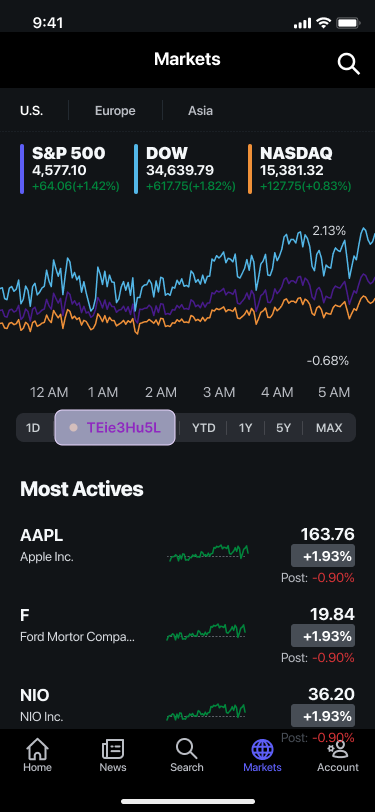 9:41
Markets
U.S. Europe Asia
S&P 500 DOW NASDAQ
4,577.10 34,639.79 15,381.32
+64.06(+1.42%) +617.75(+1.82%) +127.75(+0.83%)
2.13%
-0.68%
12 AM 1 AM 2 AM 3 AM 4 AM 5 AM
1D TEie3Hu5L YTD 1Y 5Y MAX
Most Actives
AAPL 163.76
Apple Inc. +1.93%
Post: -0.90%
F 19.84
Ford Mortor Compa... +1.93%
Post: -0.90%
NIO 36.20
NIO Inc. +1.93%
Post: -0.90%
Home News Search Markets Account